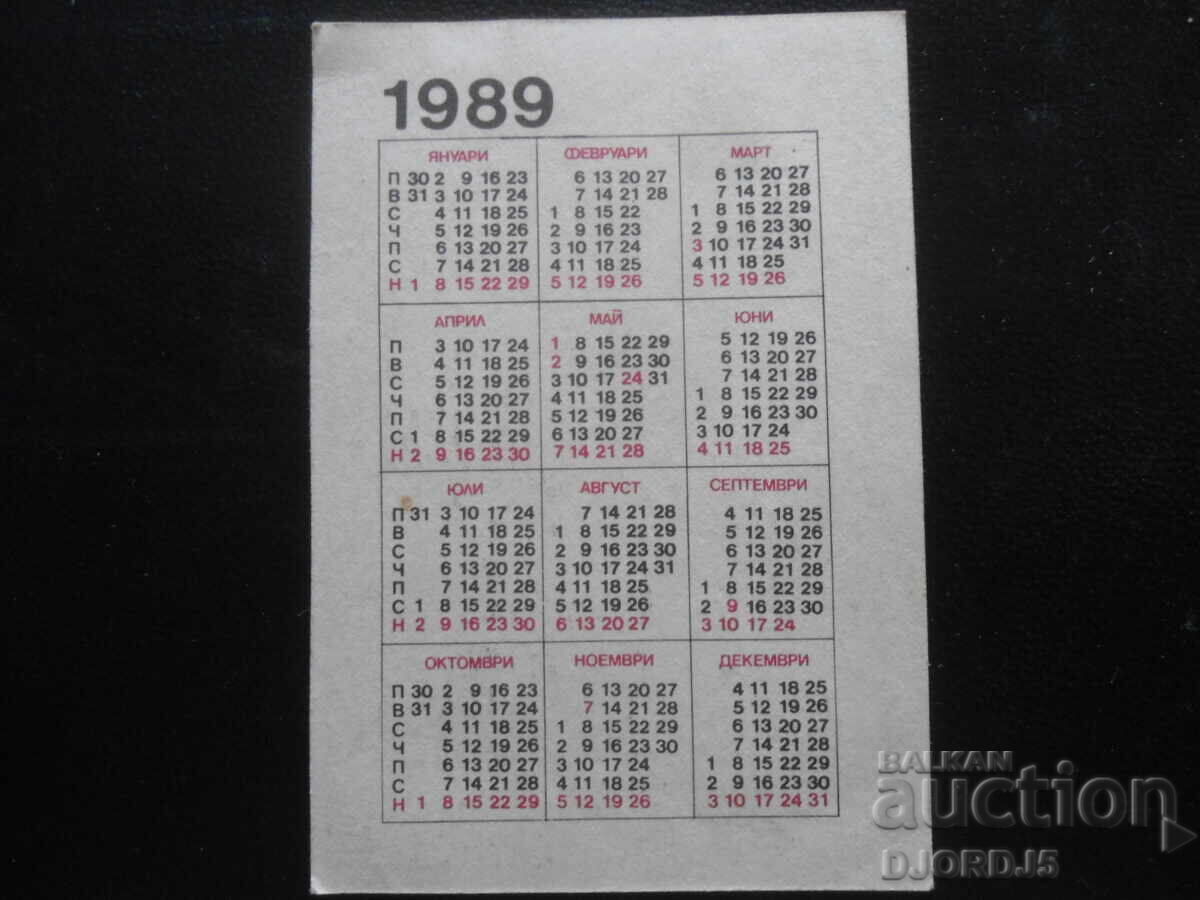 1989
ЯНУАРИ
П 30 2 9 16 23
В 31 3 10 17 24
С 4 11 18 25
Ч 5 12 19 26
П 6 13 20 27
С 7 14 21 28
Н 1 8 15 22 29
ФЕВРУАРИ
6 13 20 27
7 14 21 28
1 8 15 22
2 9 16 23
3 10 17 24
4 11 18 25
5 12 19 26
МАРТ
6 13 20 27
7 14 21 28
1 8 15 22 29
2 9 16 23 30
3 10 17 24 31
4 11 18 25
5 12 19 26
АПРИЛ
П 3 10 17 24
В 4 11 18 25
С 5 12 19 26
Ч 6 13 20 27
П 7 14 21 28
С 1 8 15 22 29
Н 2 9 16 23 30
МАЙ
1 8 15 22 29
2 9 16 23 30
3 10 17 24 31
4 11 18 25
5 12 19 26
6 13 20 27
7 14 21 28
ЮНИ
5 12 19 26
6 13 20 27
7 14 21 28
1 8 15 22 29
2 9 16 23 30
3 10 17 24
4 11 18 25
ЮЛИ
П 31 3 10 17 24
В 4 11 18 25
С 5 12 19 26
Ч 6 13 20 27
П 7 14 21 28
С 1 8 15 22 29
Н 2 9 16 23 30
АВГУСТ
7 14 21 28
1 8 15 22 29
2 9 16 23 30
3 10 17 24 31
4 11 18 25
5 12 19 26
6 13 20 27
СЕПТЕМВРИ
4 11 18 25
5 12 19 26
6 13 20 27
7 14 21 28
1 8 15 22 29
2 9 16 23 30
3 10 17 24
ОКТОМВРИ
П 30 2 9 16 23
В 31 3 10 17 24
С 4 11 18 25
Ч 5 12 19 26
П 6 13 20 27
С 7 14 21 28
Н 1 8 15 22 29
НОЕМВРИ
6 13 20 27
7 14 21 28
1 8 15 22 29
2 9 16 23 30
3 10 17 24
4 11 18 25
5 12 19 26
ДЕКЕМВРИ
4 11 18 25
5 12 19 26
6 13 20 27
7 14 21 28
1 8 15 22 29
2 9 16 23 30
3 10 17 24 31
BALKAN
auction
DJORDJ5